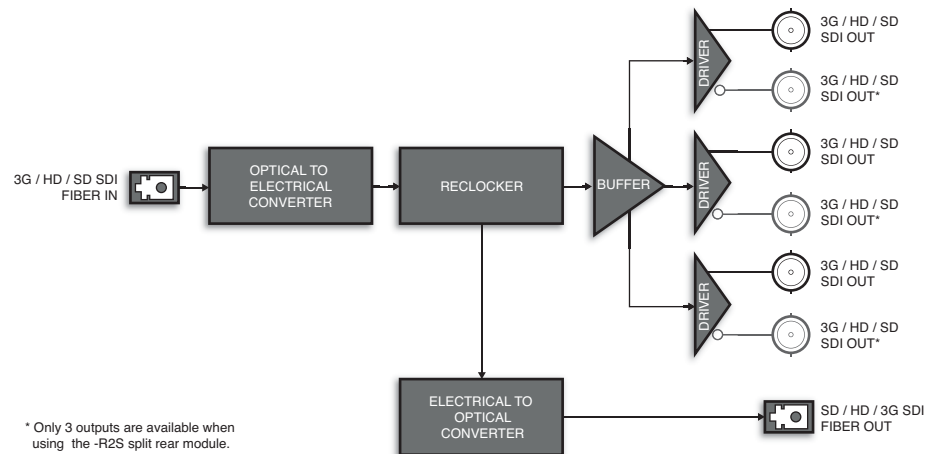 3G / HD / SD SDI
FIBER IN
OPTICAL TO
ELECTRICAL
CONVERTER
RECLOCKER
BUFFER
DRIVER
3G / HD / SD
SDI OUT
3G / HD / SD
SDI OUT*
DRIVER
3G / HD / SD
SDI OUT
3G / HD / SD
SDI OUT*
DRIVER
3G / HD / SD
SDI OUT
3G / HD / SD
SDI OUT*
ELECTRICAL TO
OPTICAL
CONVERTER
SD / HD / 3G SDI
FIBER OUT
* Only 3 outputs are available when
using the -R2S split rear module.